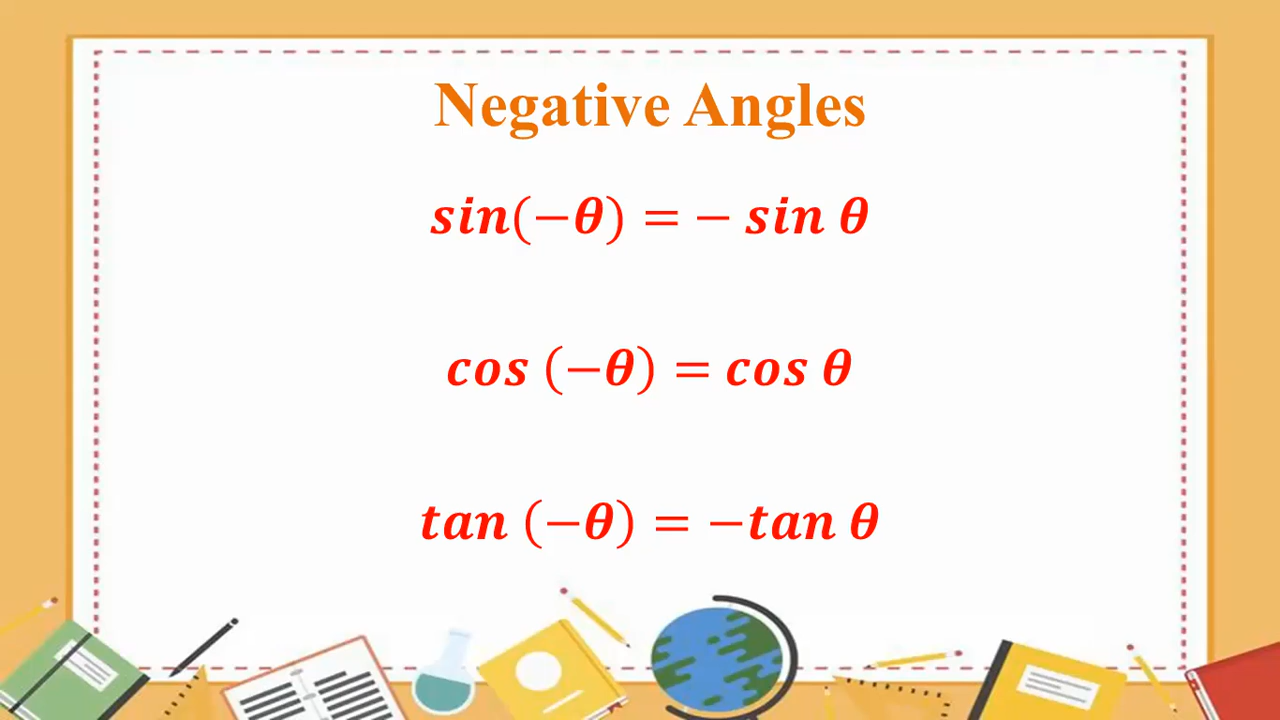 Negative Angles
sin(−θ) = − sin θ
cos (−θ) = cos θ
tan (−θ) = −tan θ